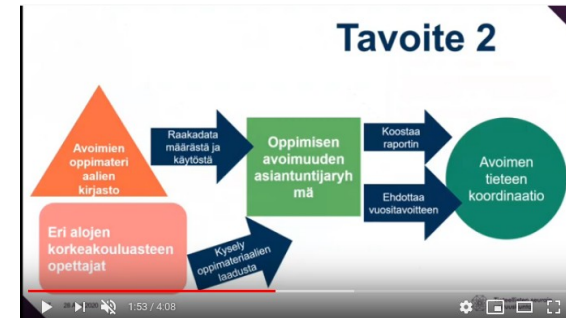 Tavoite 2
Avoimien
oppimateri
aalien
kirjasto
Raakadata
määrästä ja
käytöstä
Oppimisen
avoimuuden
asiantuntijaryh
mä
Koostaa
raportin
Ehdottaa
vuositavoitteen
Avoimen
tieteen
koordinaatio
Eri alojen
korkeakouluasteen
opettajat
Kysely
oppimateriaalien
laadusta
1:53 / 4:08